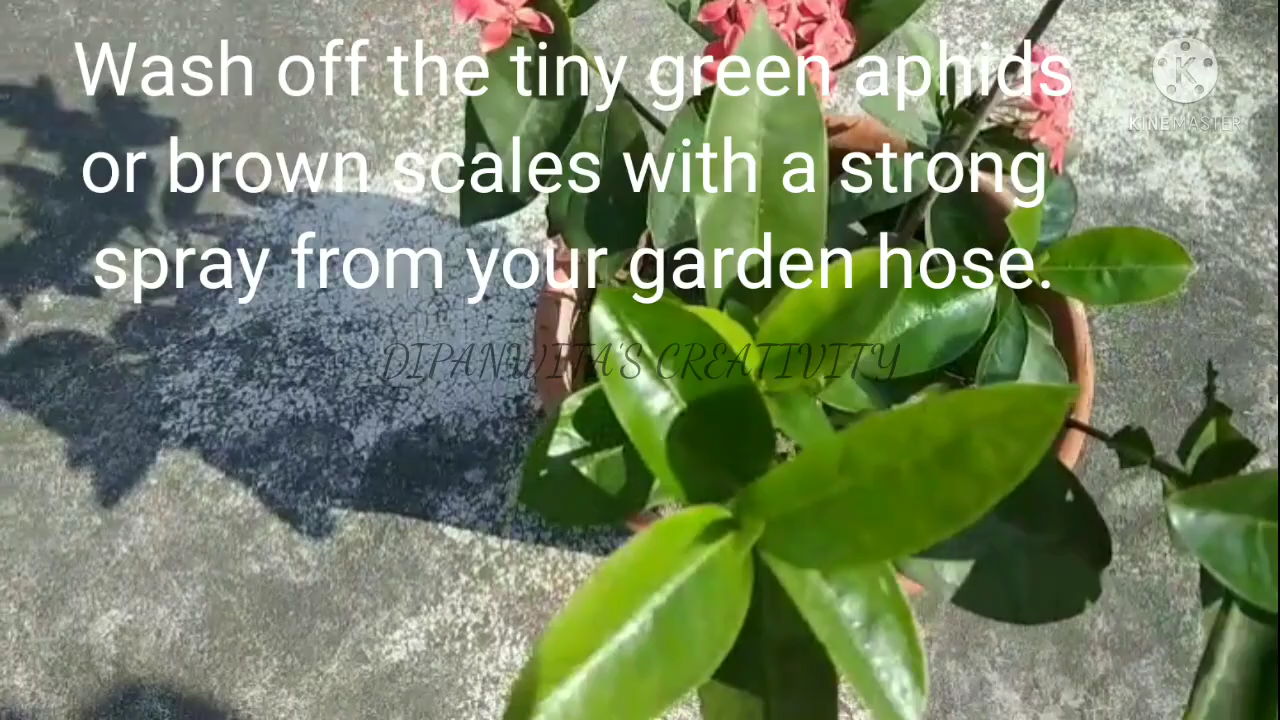 Wash off the tiny green aphids
or brown scales with a strong
spray from your garden hose.
KINEMASTER
DIPANWITA'S CREATIVITY